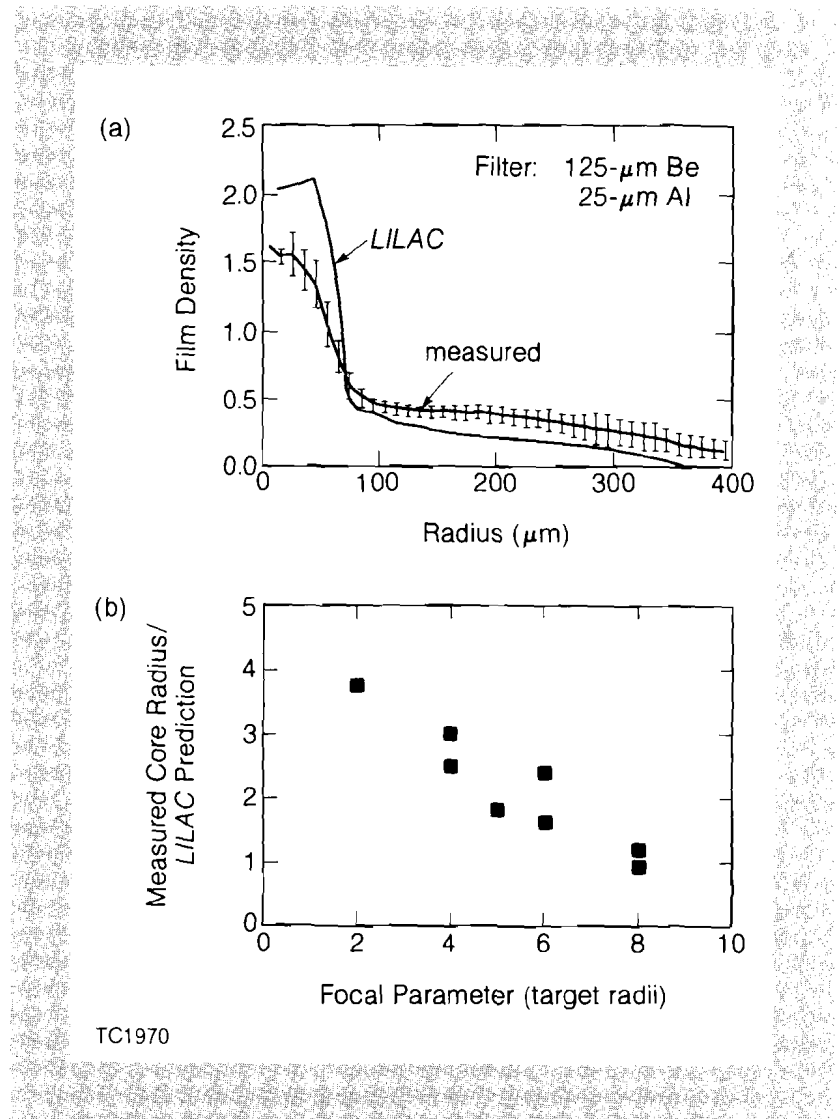 (a)
2.5
2.0
1.5
1.0
0.5
0.0
Film Density
Filter: 125-μm Be
25-μm Al
LILAC
measured
0 100 200 300 400
Radius (μm)
(b)
5
4
3
2
1
0
Measured Core Radius/
LILAC Prediction
0 2 4 6 8 10
Focal Parameter (target radii)
TC1970